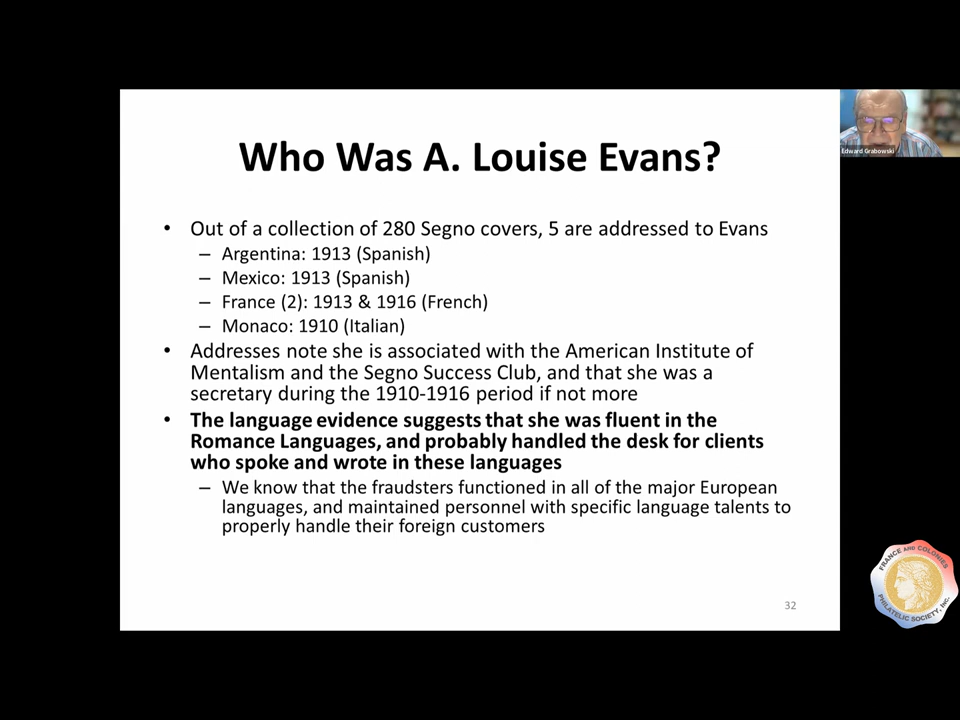 Who Was A. Louise Evans?
• Out of a collection of 280 Segno covers, 5 are addressed to Evans
– Argentina: 1913 (Spanish)
– Mexico: 1913 (Spanish)
– France (2): 1913 & 1916 (French)
– Monaco: 1910 (Italian)
• Addresses note she is associated with the American Institute of
Mentalism and the Segno Success Club, and that she was a
secretary during the 1910-1916 period if not more
• The language evidence suggests that she was fluent in the
Romance Languages, and probably handled the desk for clients
who spoke and wrote in these languages
– We know that the fraudsters functioned in all of the major European
languages, and maintained personnel with specific language talents to
properly handle their foreign customers
32
Edward Grabowski
FRANCE AND COLONIES
PHILATELIC SOCIETY, INC.